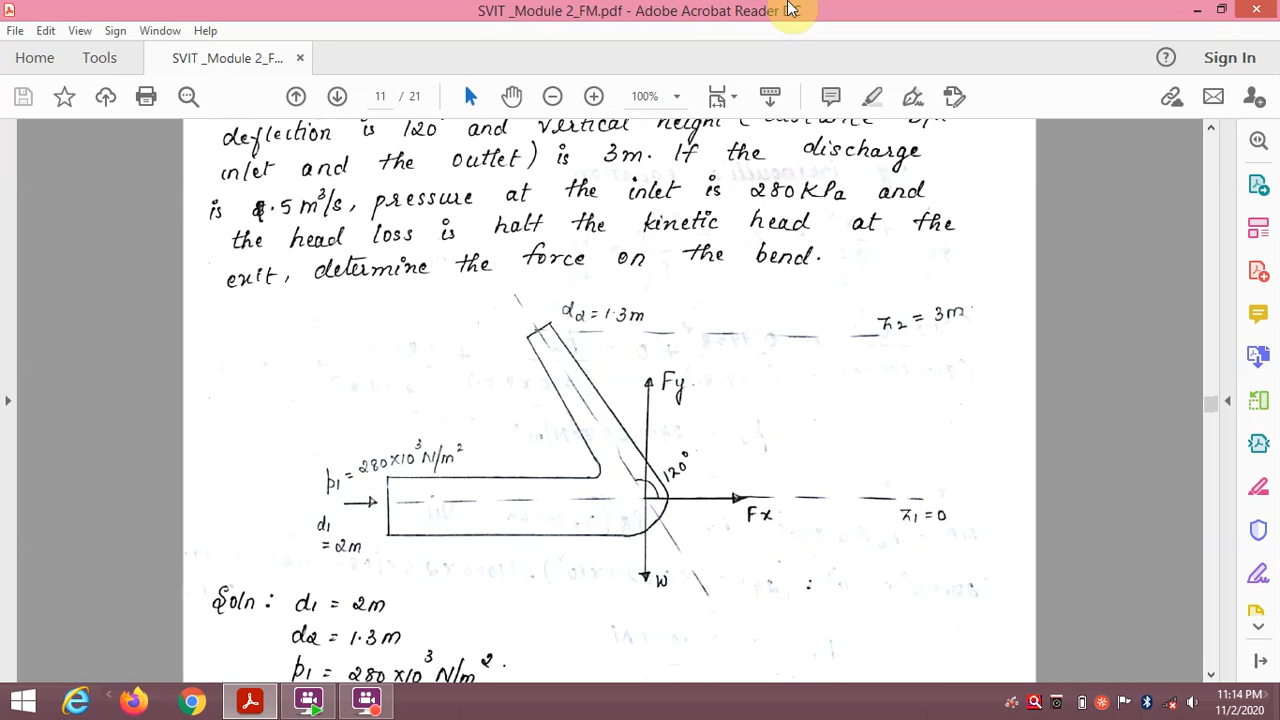 SVIT _Module 2_FM.pdf - Adobe Acrobat Reader
File Edit View Sign Window Help
Home Tools SVIT _Module 2_F... × Sign In
11 / 21 100%
deflection is 120° and vertical height (
inlet and the outlet) is 3m. If the discharge
is 8.5 m³/s, pressure at the inlet is 280 KPa and
the head loss is half the kinetic head at the
exit, determine the force on the bend.
d2 = 1.3m
Z2 = 3m.
Fy
p1 = 280×10³ N/m²
120°
d1 = 2m
Fx
Z1 = 0
W
Soln : d1 = 2m
d2 = 1.3m
p1 = 280×10³ N/m².
11:14 PM
11/2/2020